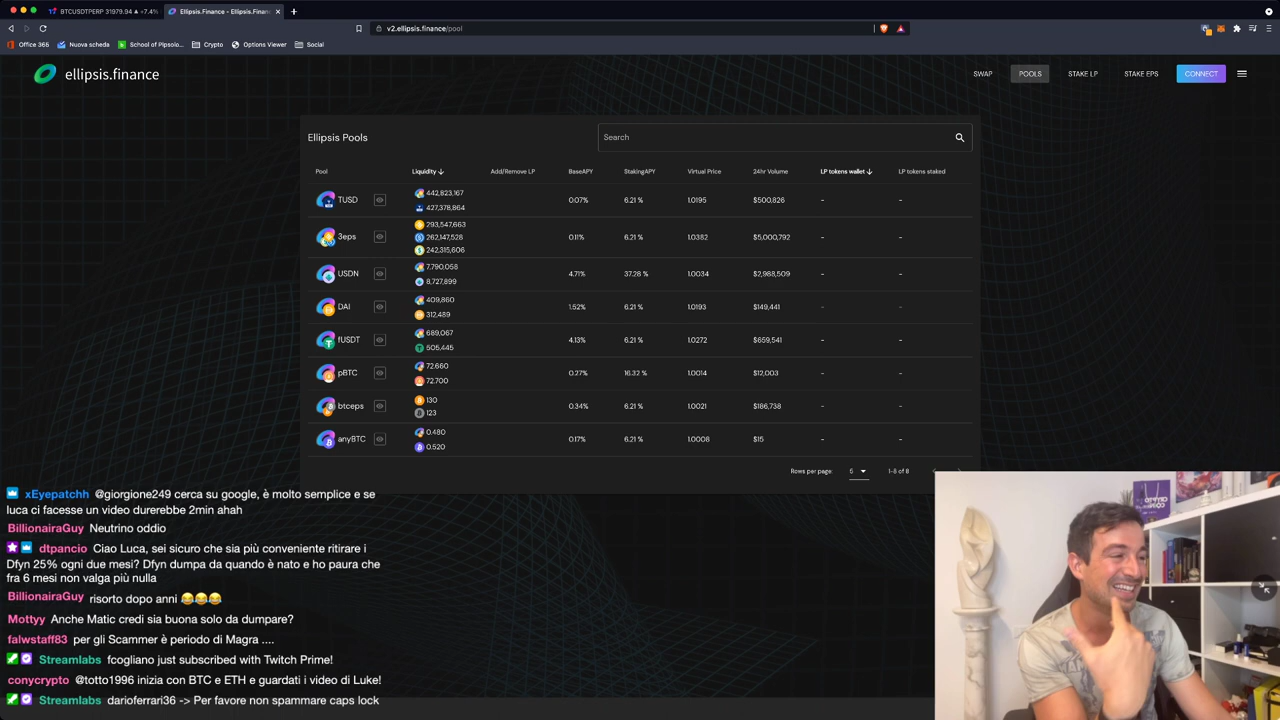 BTCUSDTPERP 31979.94 ▲+7.4%
Ellipsis Finance - Ellipsis.Finan
v2.ellipsis.finance/pool
Office 365
Nuova scheda
School of Pipsolo...
Crypto
Options Viewer
Social
ellipsis.finance
SWAP
POOLS
STAKE LP
STAKE EPS
CONNECT
Ellipsis Pools
Search
Pool Liquidity Add/Remove LP BaseAPY StakingAPY Virtual Price 24hr Volume LP tokens wallet LP tokens staked
442,823,167
TUSD 0.07% 6.21 % 1.0195 $500,826 - -
427,378,864
293,547,663
3eps 262,147,528 0.11% 6.21 % 1.0382 $5,000,792 - -
242,315,606
7,790,058
USDN 4.71% 37.28 % 1.0034 $2,988,509 - -
8,727,899
409,860
DAI 1.52% 6.21 % 1.0193 $149,441 - -
312,489
689,067
fUSDT 4.13% 6.21 % 1.0272 $659,541 - -
505,445
72.660
pBTC 0.27% 16.32 % 1.0014 $12,003 - -
72.700
130
btceps 0.34% 6.21 % 1.0021 $186,738 - -
123
0.480
anyBTC 0.17% 6.21 % 1.0008 $15 - -
0.520
Rows per page: 5 1-8 of 8
xEyepatchh @giorgione249 cerca su google, è molto semplice e se
luca ci facesse un video durerebbe 2min ahah
BillionairaGuy Neutrino oddio
dtpancio Ciao Luca, sei sicuro che sia più conveniente ritirare i
Dfyn 25% ogni due mesi? Dfyn dumpa da quando è nato e ho paura che
fra 6 mesi non valga più nulla
BillionairaGuy risorto dopo anni 😂😂😂
Mottyy Anche Matic credi sia buona solo da dumpare?
falwstaff83 per gli Scammer è periodo di Magra ....
Streamlabs fcogliano just subscribed with Twitch Prime!
conycrypto @totto1996 inizia con BTC e ETH e guardati i video di Luke!
Streamlabs darioferrari36 -> Per favore non spammare caps lock